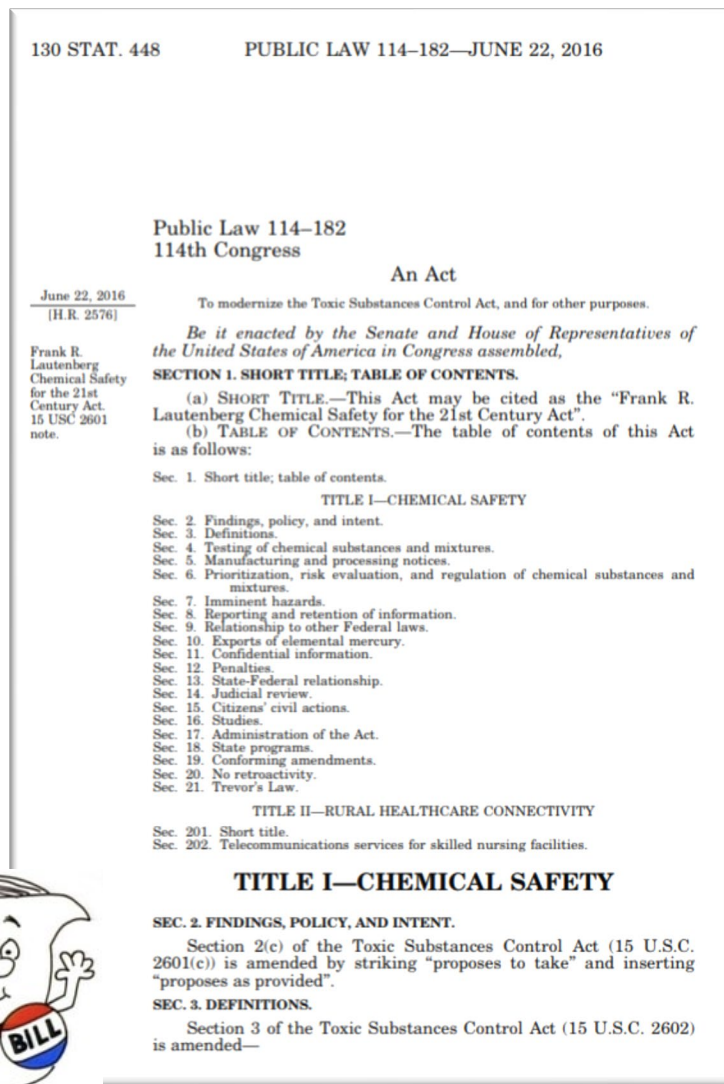 130 STAT. 448 PUBLIC LAW 114–182—JUNE 22, 2016
Public Law 114–182
114th Congress
An Act
June 22, 2016
[H.R. 2576]
To modernize the Toxic Substances Control Act, and for other purposes.
Be it enacted by the Senate and House of Representatives of
the United States of America in Congress assembled,
Frank R.
Lautenberg
Chemical Safety
for the 21st
Century Act.
15 USC 2601
note.
SECTION 1. SHORT TITLE; TABLE OF CONTENTS.
(a) SHORT TITLE.—This Act may be cited as the “Frank R.
Lautenberg Chemical Safety for the 21st Century Act”.
(b) TABLE OF CONTENTS.—The table of contents of this Act
is as follows:
Sec. 1. Short title; table of contents.
TITLE I—CHEMICAL SAFETY
Sec. 2. Findings, policy, and intent.
Sec. 3. Definitions.
Sec. 4. Testing of chemical substances and mixtures.
Sec. 5. Manufacturing and processing notices.
Sec. 6. Prioritization, risk evaluation, and regulation of chemical substances and
mixtures.
Sec. 7. Imminent hazards.
Sec. 8. Reporting and retention of information.
Sec. 9. Relationship to other Federal laws.
Sec. 10. Exports of elemental mercury.
Sec. 11. Confidential information.
Sec. 12. Penalties.
Sec. 13. State-Federal relationship.
Sec. 14. Judicial review.
Sec. 15. Citizens’ civil actions.
Sec. 16. Studies.
Sec. 17. Administration of the Act.
Sec. 18. State programs.
Sec. 19. Conforming amendments.
Sec. 20. No retroactivity.
Sec. 21. Trevor’s Law.
TITLE II—RURAL HEALTHCARE CONNECTIVITY
Sec. 201. Short title.
Sec. 202. Telecommunications services for skilled nursing facilities.
TITLE I—CHEMICAL SAFETY
SEC. 2. FINDINGS, POLICY, AND INTENT.
Section 2(c) of the Toxic Substances Control Act (15 U.S.C.
2601(c)) is amended by striking “proposes to take” and inserting
“proposes as provided”.
SEC. 3. DEFINITIONS.
Section 3 of the Toxic Substances Control Act (15 U.S.C. 2602)
is amended—
BILL